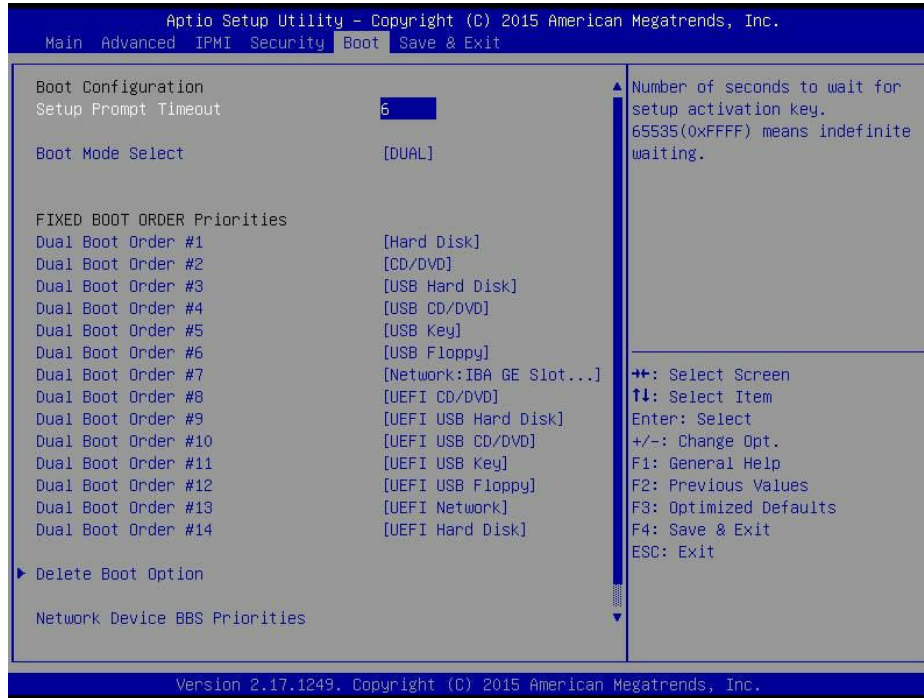 Aptio Setup Utility – Copyright (C) 2015 American Megatrends, Inc.
Main Advanced IPMI Security Boot Save & Exit
Boot Configuration
Setup Prompt Timeout 6
Boot Mode Select [DUAL]
FIXED BOOT ORDER Priorities
Dual Boot Order #1 [Hard Disk]
Dual Boot Order #2 [CD/DVD]
Dual Boot Order #3 [USB Hard Disk]
Dual Boot Order #4 [USB CD/DVD]
Dual Boot Order #5 [USB Key]
Dual Boot Order #6 [USB Floppy]
Dual Boot Order #7 [Network:IBA GE Slot...]
Dual Boot Order #8 [UEFI CD/DVD]
Dual Boot Order #9 [UEFI USB Hard Disk]
Dual Boot Order #10 [UEFI USB CD/DVD]
Dual Boot Order #11 [UEFI USB Key]
Dual Boot Order #12 [UEFI USB Floppy]
Dual Boot Order #13 [UEFI Network]
Dual Boot Order #14 [UEFI Hard Disk]
Delete Boot Option
Network Device BBS Priorities
Number of seconds to wait for
setup activation key.
65535(0xFFFF) means indefinite
waiting.
→←: Select Screen
↑↓: Select Item
Enter: Select
+/-: Change Opt.
F1: General Help
F2: Previous Values
F3: Optimized Defaults
F4: Save & Exit
ESC: Exit
Version 2.17.1249. Copyright (C) 2015 American Megatrends, Inc.